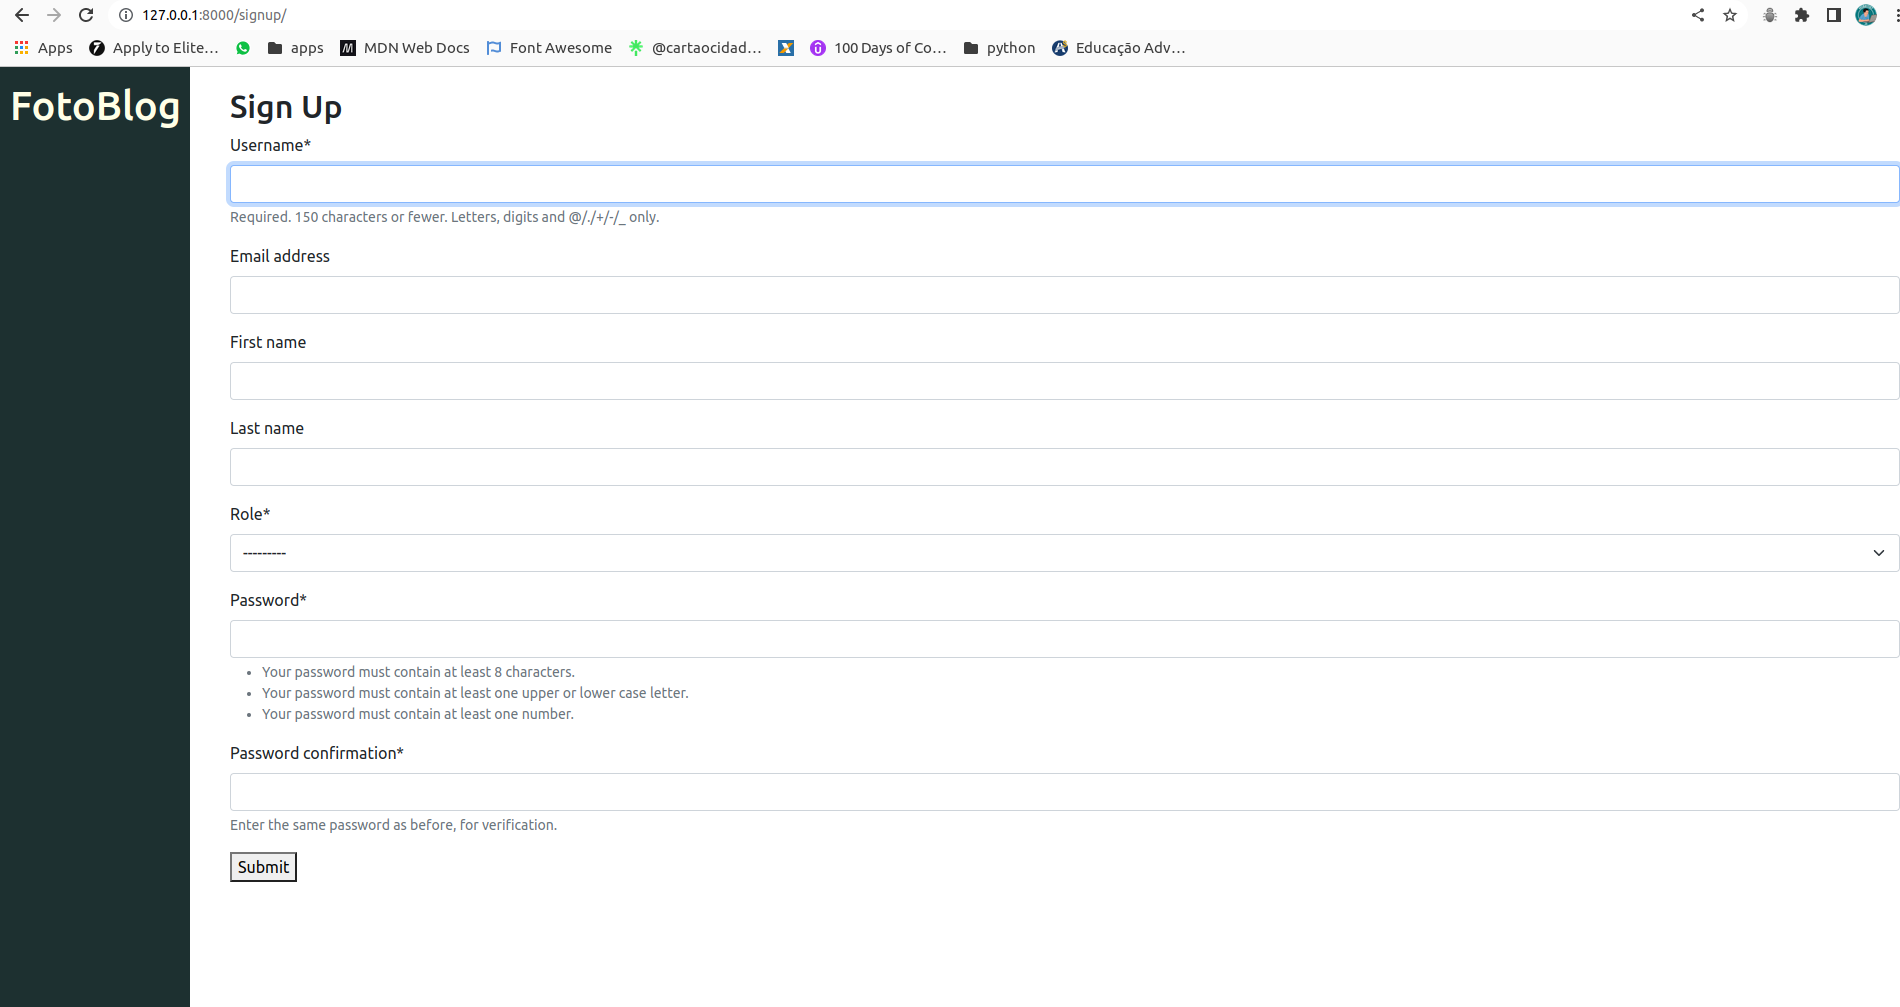 127.0.0.1:8000/signup/
Apps Apply to Elite... apps MDN Web Docs Font Awesome @cartaocidad... 100 Days of Co... python Educação Adv...
FotoBlog
Sign Up
Username*
Required. 150 characters or fewer. Letters, digits and @/./+/-/_ only.
Email address
First name
Last name
Role*
---------
Password*
Your password must contain at least 8 characters.
Your password must contain at least one upper or lower case letter.
Your password must contain at least one number.
Password confirmation*
Enter the same password as before, for verification.
Submit